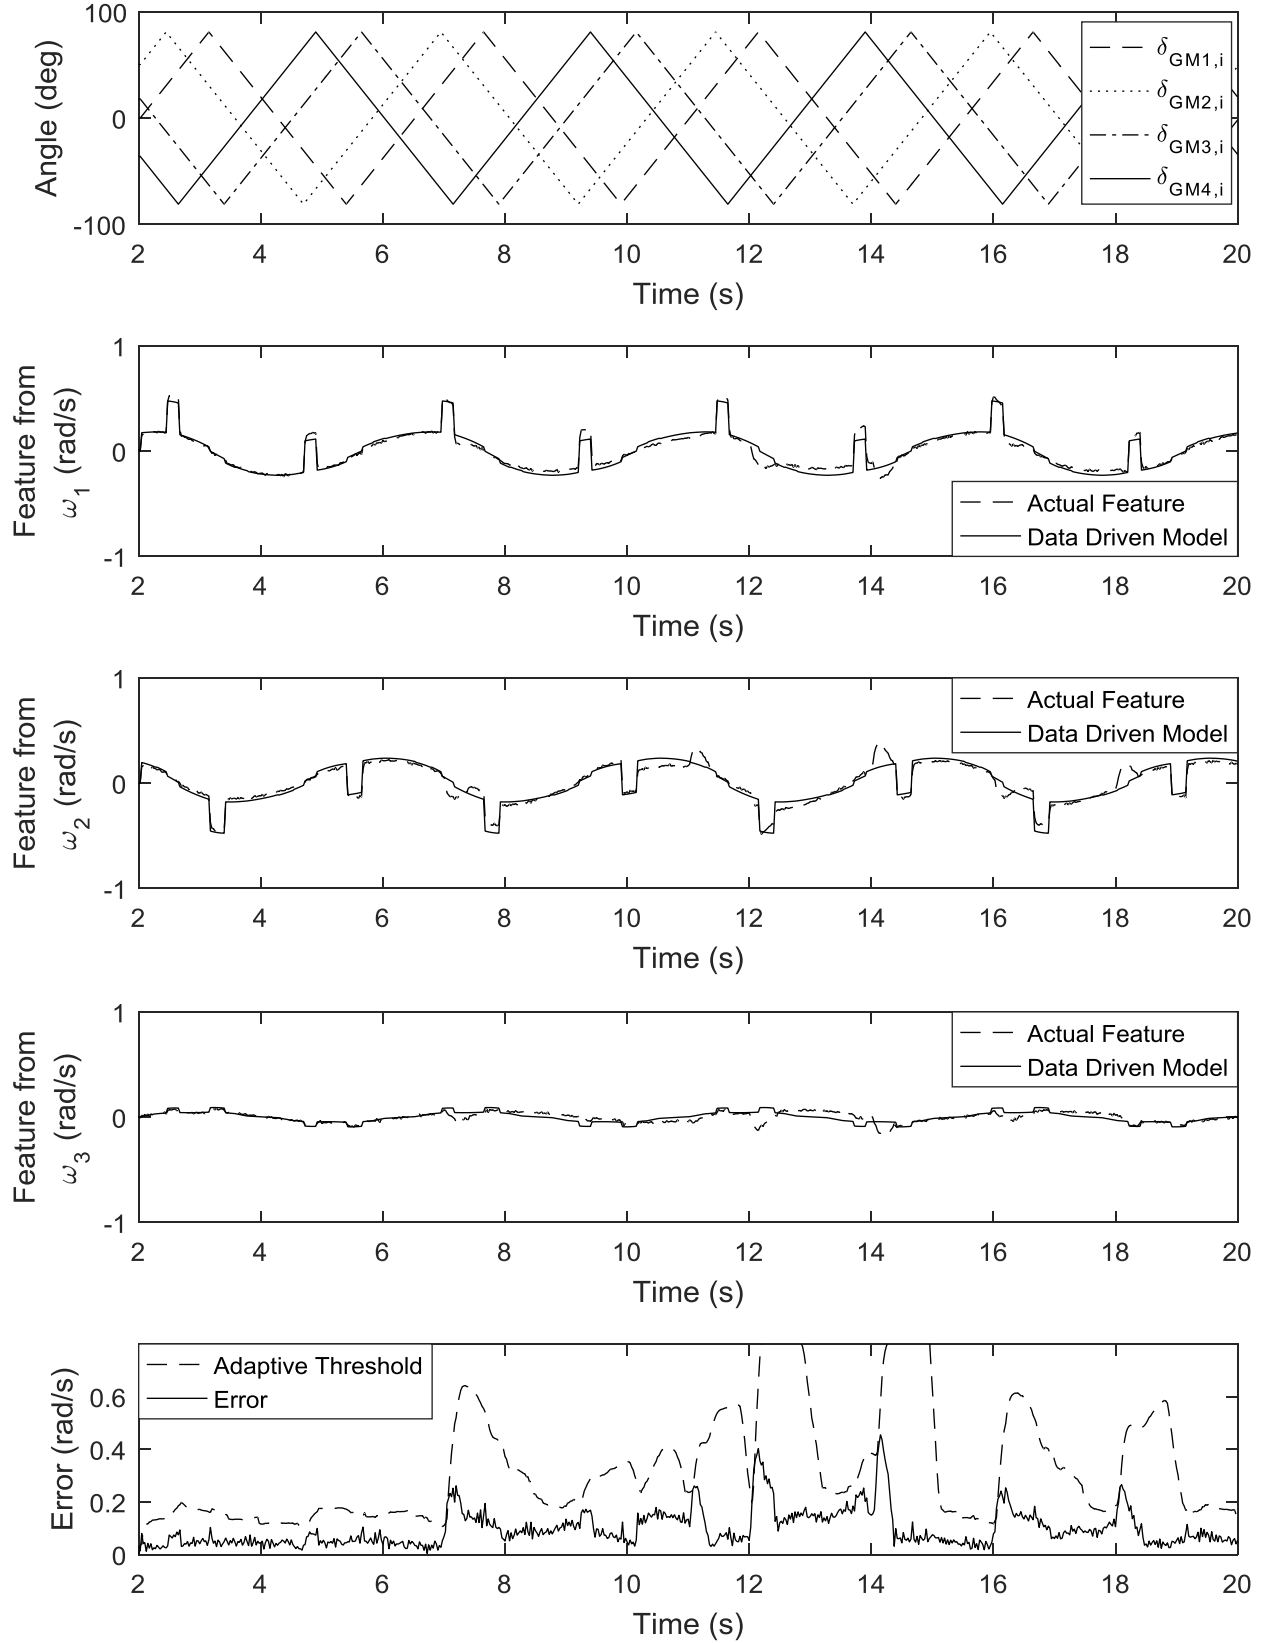 100
0
-100
Angle (deg)
δGM1,i
δGM2,i
δGM3,i
δGM4,i
2 4 6 8 10 12 14 16 18 20
Time (s)
1
0
-1
Feature from
ω1 (rad/s)
Actual Feature
Data Driven Model
2 4 6 8 10 12 14 16 18 20
Time (s)
1
0
-1
Feature from
ω2 (rad/s)
Actual Feature
Data Driven Model
2 4 6 8 10 12 14 16 18 20
Time (s)
1
0
-1
Feature from
ω3 (rad/s)
Actual Feature
Data Driven Model
2 4 6 8 10 12 14 16 18 20
Time (s)
0.6
0.4
0.2
0
Error (rad/s)
Adaptive Threshold
Error
2 4 6 8 10 12 14 16 18 20
Time (s)